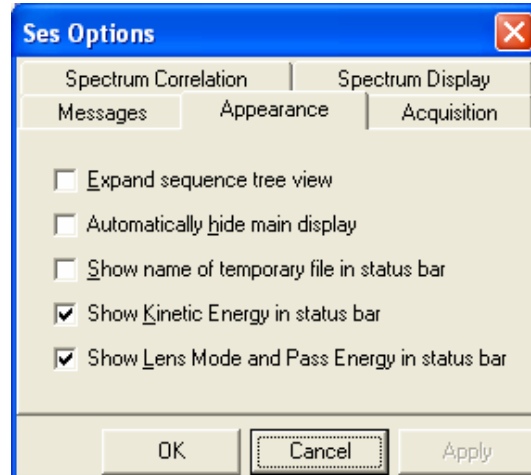 Ses Options
Spectrum Correlation Spectrum Display
Messages Appearance Acquisition
Expand sequence tree view
Automatically hide main display
Show name of temporary file in status bar
Show Kinetic Energy in status bar
Show Lens Mode and Pass Energy in status bar
OK Cancel Apply